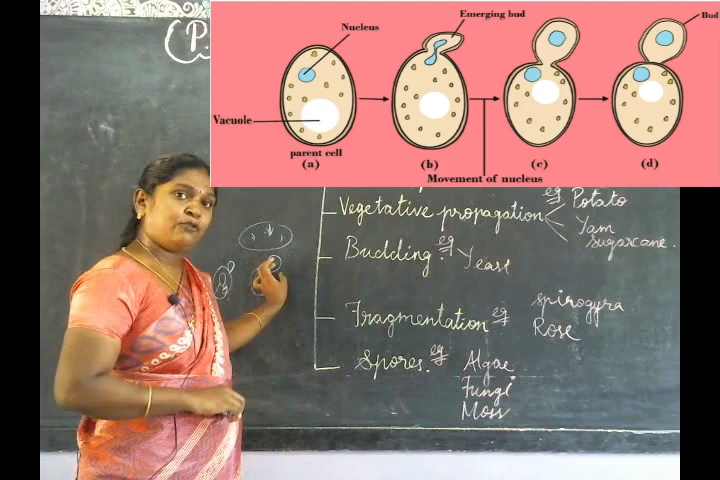 Nucleus
Emerging bud
Bud
Vacuole
parent cell
(a)
(b)
(c)
(d)
Movement of nucleus
(P
Vegetative propagation eg Potato
Yam
sugarcane.
Budding. eg Yeast
Fragmentation eg spirogyra
Rose
Spores. eg Algae
Fungi
Moss